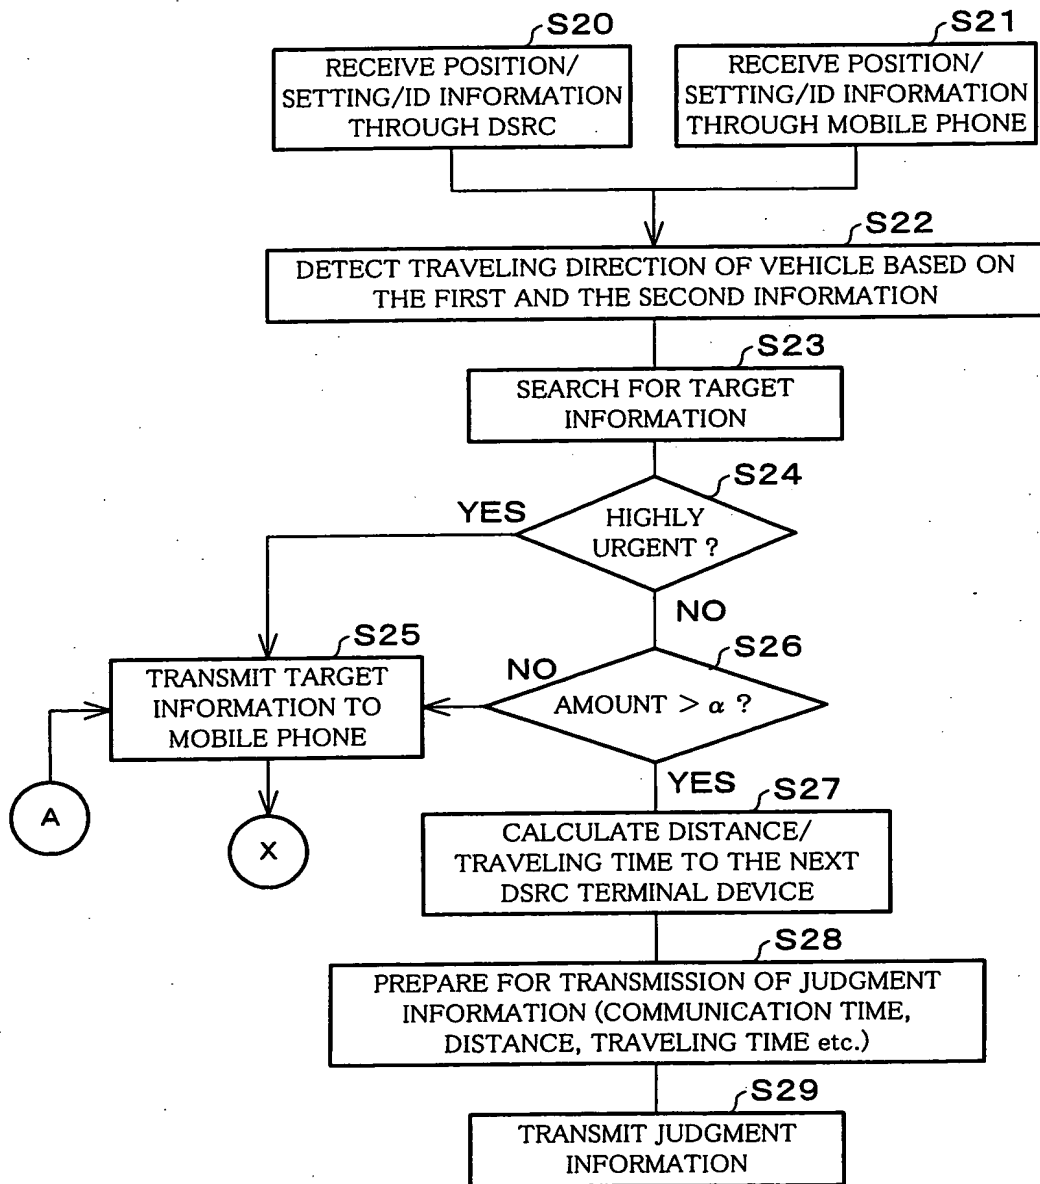 S20
RECEIVE POSITION/
SETTING/ID INFORMATION
THROUGH DSRC
S21
RECEIVE POSITION/
SETTING/ID INFORMATION
THROUGH MOBILE PHONE
S22
DETECT TRAVELING DIRECTION OF VEHICLE BASED ON
THE FIRST AND THE SECOND INFORMATION
S23
SEARCH FOR TARGET
INFORMATION
S24
HIGHLY
URGENT ?
YES
NO
S25
TRANSMIT TARGET
INFORMATION TO
MOBILE PHONE
S26
AMOUNT > α ?
NO
YES
A
X
S27
CALCULATE DISTANCE/
TRAVELING TIME TO THE NEXT
DSRC TERMINAL DEVICE
S28
PREPARE FOR TRANSMISSION OF JUDGMENT
INFORMATION (COMMUNICATION TIME,
DISTANCE, TRAVELING TIME etc.)
S29
TRANSMIT JUDGMENT
INFORMATION